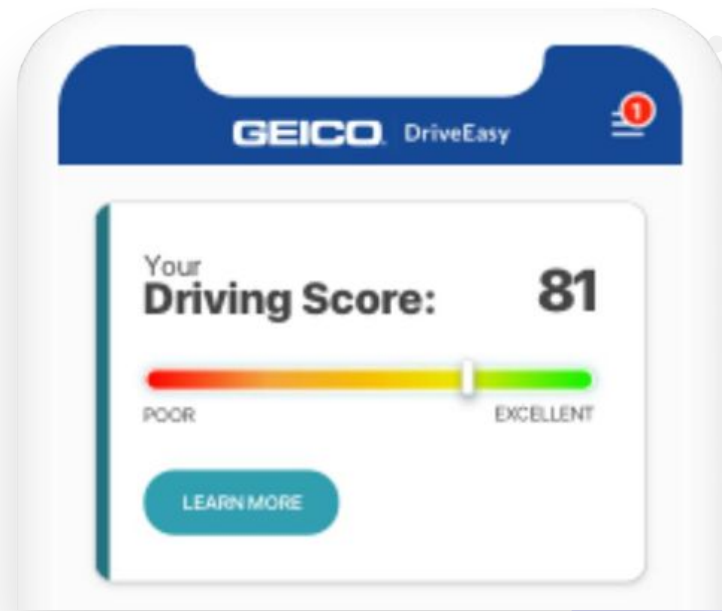 GEICO. DriveEasy
1
Your
Driving Score: 81
POOR EXCELLENT
LEARN MORE